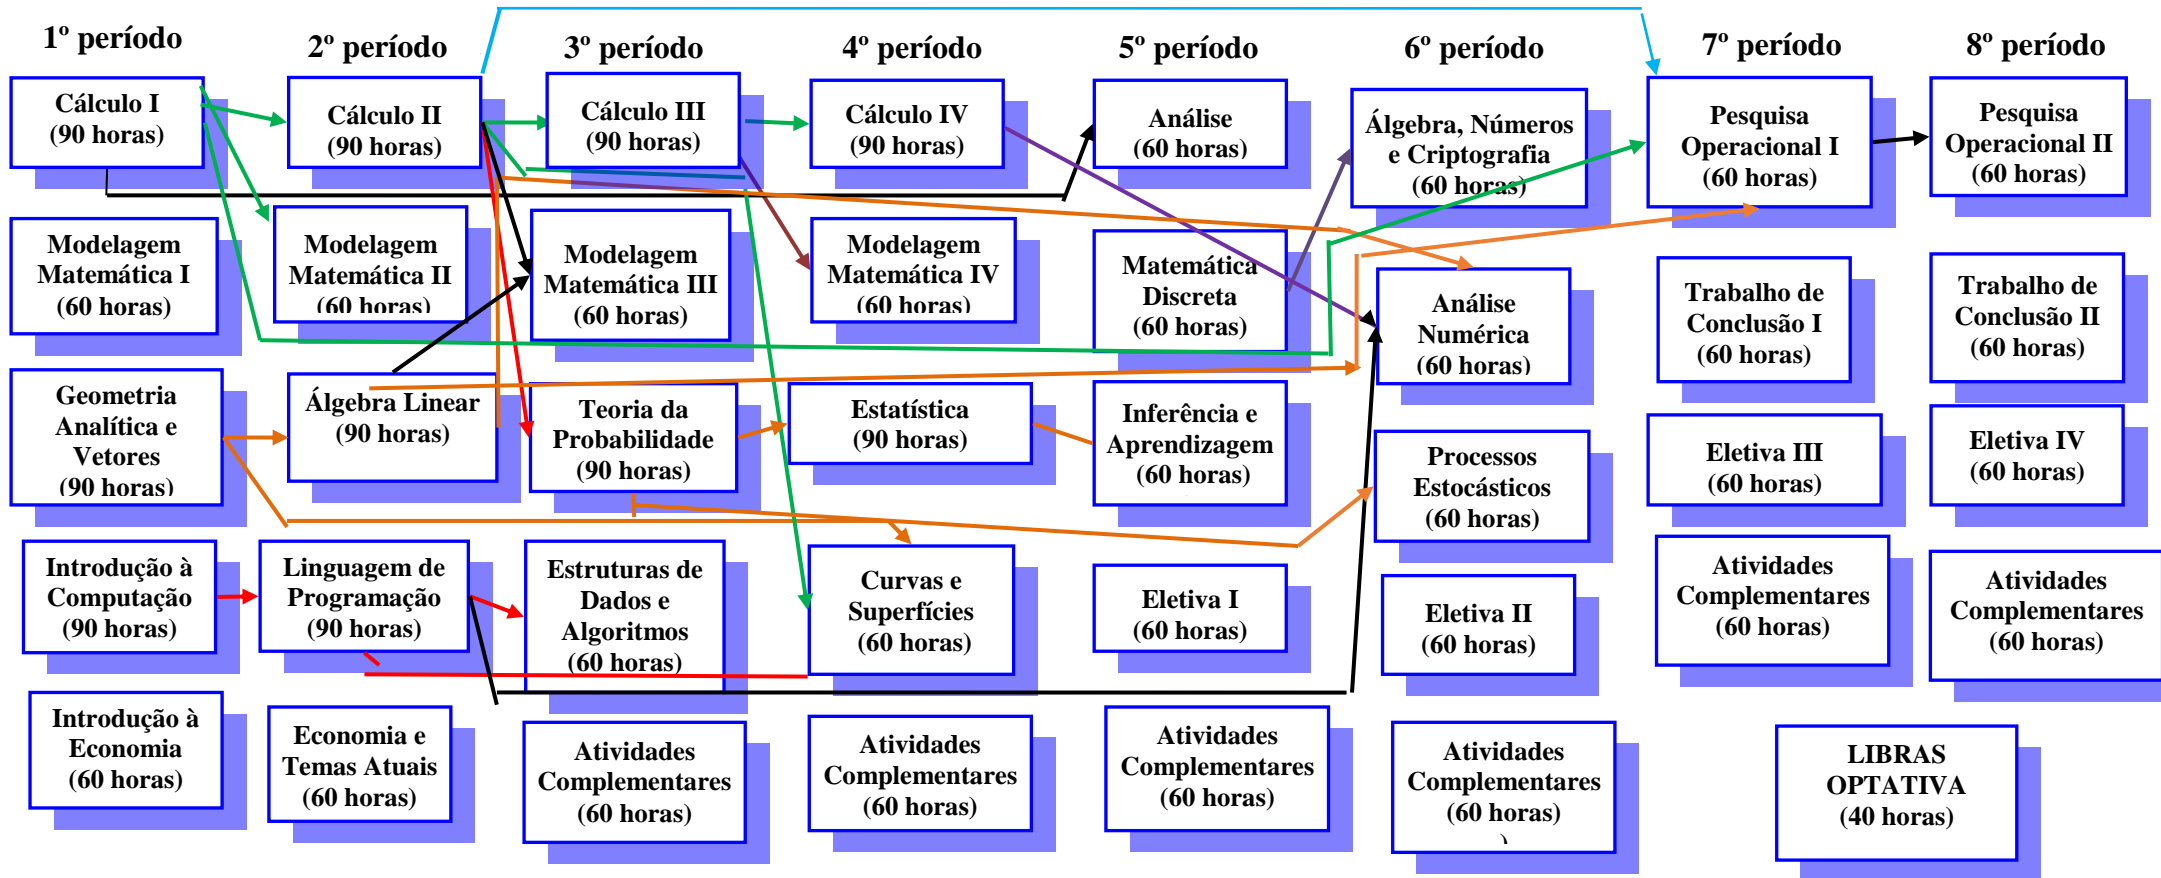 1º período
Cálculo I
(90 horas)
Modelagem
Matemática I
(60 horas)
Geometria
Analítica e
Vetores
(90 horas)
Introdução à
Computação
(90 horas)
Introdução à
Economia
(60 horas)
2º período
Cálculo II
(90 horas)
Modelagem
Matemática II
(60 horas)
Álgebra Linear
(90 horas)
Linguagem de
Programação
(90 horas)
Economia e
Temas Atuais
(60 horas)
3º período
Cálculo III
(90 horas)
Modelagem
Matemática III
(60 horas)
Teoria da
Probabilidade
(90 horas)
Estruturas de
Dados e
Algoritmos
(60 horas)
Atividades
Complementares
(60 horas)
4º período
Cálculo IV
(90 horas)
Modelagem
Matemática IV
(60 horas)
Estatística
(90 horas)
Curvas e
Superfícies
(60 horas)
Atividades
Complementares
(60 horas)
5º período
Análise
(60 horas)
Matemática
Discreta
(60 horas)
Inferência e
Aprendizagem
(60 horas)
Eletiva I
(60 horas)
Atividades
Complementares
(60 horas)
6º período
Álgebra, Números
e Criptografia
(60 horas)
Análise
Numérica
(60 horas)
Processos
Estocásticos
(60 horas)
Eletiva II
(60 horas)
Atividades
Complementares
(60 horas)
)
7º período
Pesquisa
Operacional I
(60 horas)
Trabalho de
Conclusão I
(60 horas)
Eletiva III
(60 horas)
Atividades
Complementares
(60 horas)
8º período
Pesquisa
Operacional II
(60 horas)
Trabalho de
Conclusão II
(60 horas)
Eletiva IV
(60 horas)
Atividades
Complementares
(60 horas)
LIBRAS
OPTATIVA
(40 horas)